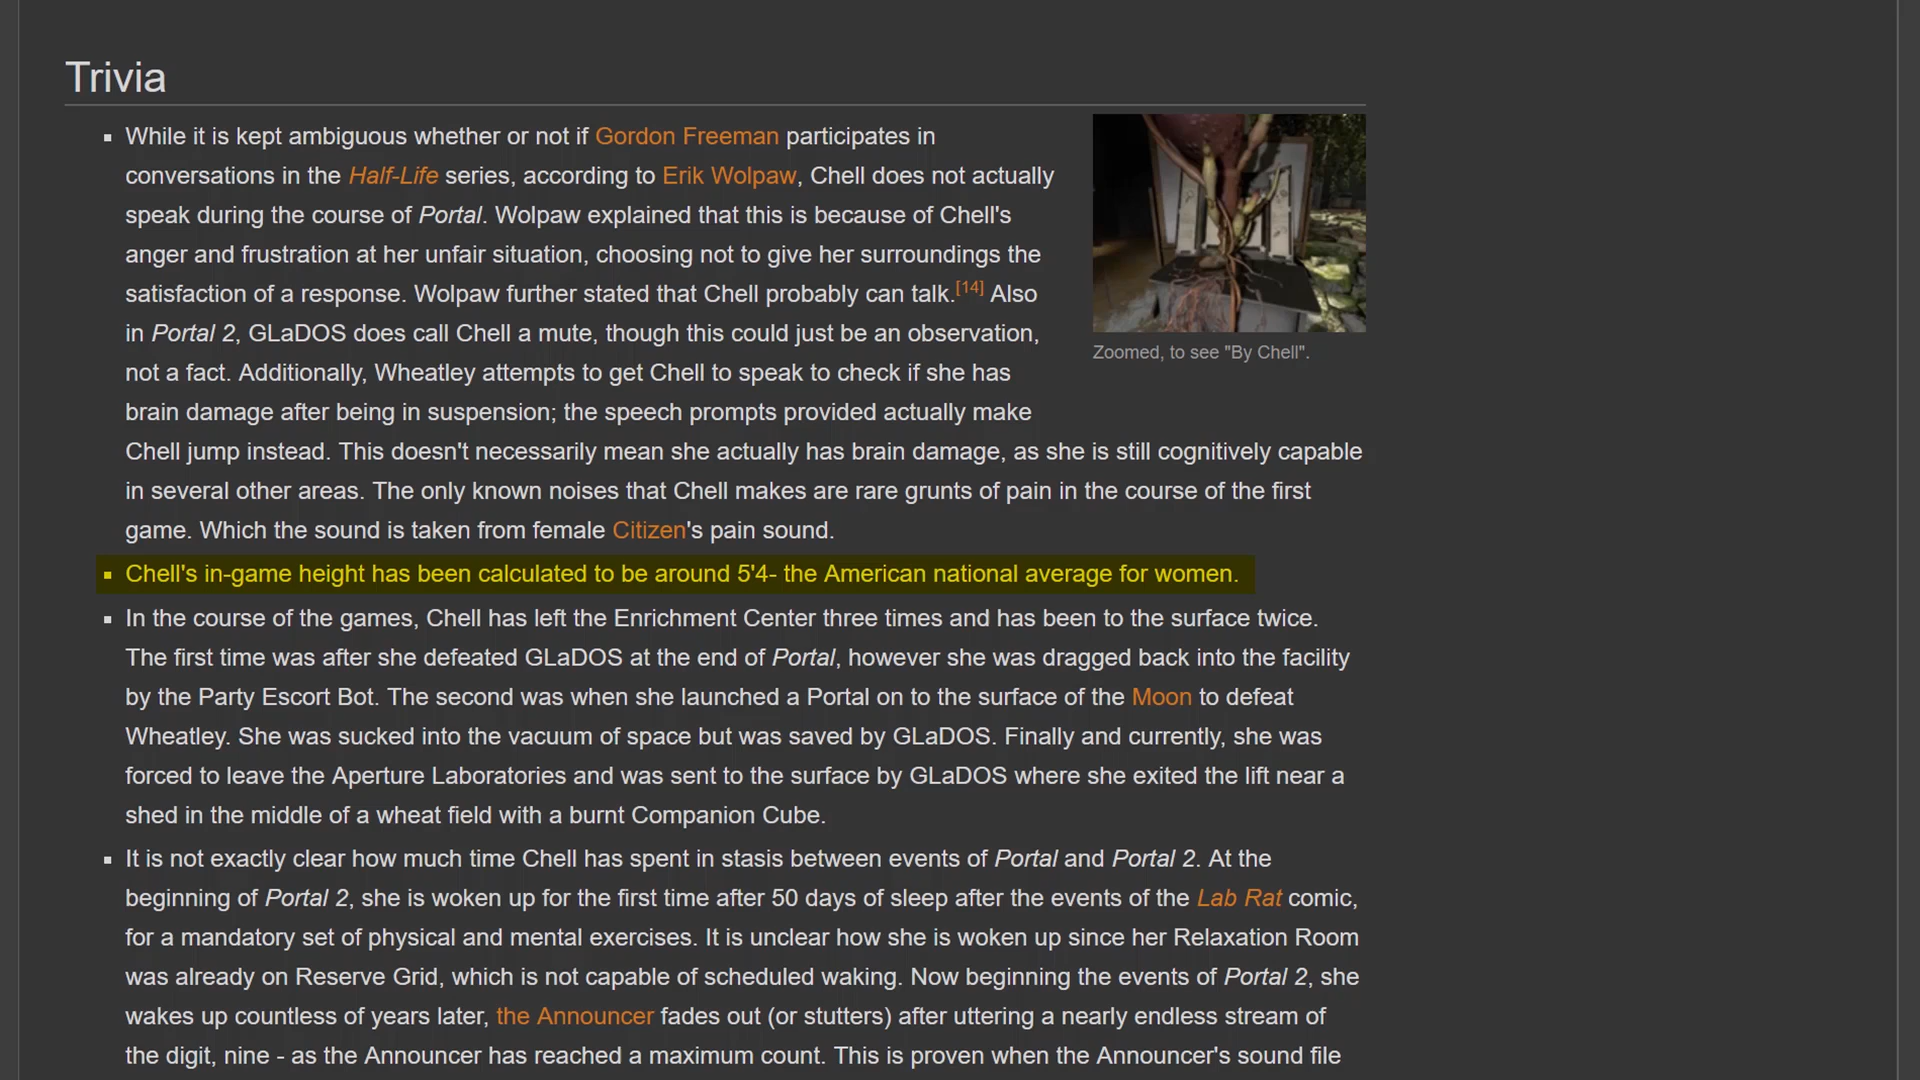 Trivia
While it is kept ambiguous whether or not if Gordon Freeman participates in
conversations in the Half-Life series, according to Erik Wolpaw, Chell does not actually
speak during the course of Portal. Wolpaw explained that this is because of Chell's
anger and frustration at her unfair situation, choosing not to give her surroundings the
satisfaction of a response. Wolpaw further stated that Chell probably can talk.[14] Also
in Portal 2, GLaDOS does call Chell a mute, though this could just be an observation,
not a fact. Additionally, Wheatley attempts to get Chell to speak to check if she has
brain damage after being in suspension; the speech prompts provided actually make
Chell jump instead. This doesn't necessarily mean she actually has brain damage, as she is still cognitively capable
in several other areas. The only known noises that Chell makes are rare grunts of pain in the course of the first
game. Which the sound is taken from female Citizen's pain sound.
Zoomed, to see "By Chell".
Chell's in-game height has been calculated to be around 5'4- the American national average for women.
In the course of the games, Chell has left the Enrichment Center three times and has been to the surface twice.
The first time was after she defeated GLaDOS at the end of Portal, however she was dragged back into the facility
by the Party Escort Bot. The second was when she launched a Portal on to the surface of the Moon to defeat
Wheatley. She was sucked into the vacuum of space but was saved by GLaDOS. Finally and currently, she was
forced to leave the Aperture Laboratories and was sent to the surface by GLaDOS where she exited the lift near a
shed in the middle of a wheat field with a burnt Companion Cube.
It is not exactly clear how much time Chell has spent in stasis between events of Portal and Portal 2. At the
beginning of Portal 2, she is woken up for the first time after 50 days of sleep after the events of the Lab Rat comic,
for a mandatory set of physical and mental exercises. It is unclear how she is woken up since her Relaxation Room
was already on Reserve Grid, which is not capable of scheduled waking. Now beginning the events of Portal 2, she
wakes up countless of years later, the Announcer fades out (or stutters) after uttering a nearly endless stream of
the digit, nine - as the Announcer has reached a maximum count. This is proven when the Announcer's sound file